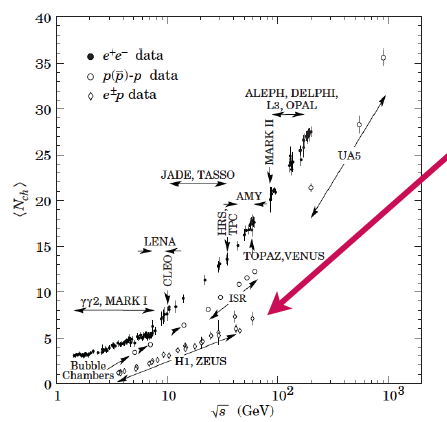 40
35
30
25
20
15
10
5
0
⟨N_ch⟩
e⁺e⁻ data
p(p̄)-p data
e±p data
ALEPH, DELPHI,
L3, OPAL
MARK II
UA5
JADE, TASSO
AMY
HRS,
TPC
TOPAZ,VENUS
LENA
CLEO
ISR
γγ2, MARK I
Bubble
Chambers
H1, ZEUS
1
10
10²
10³
√s (GeV)